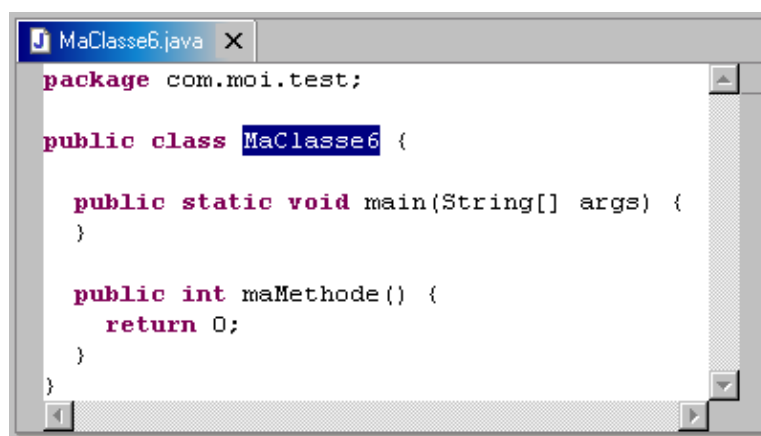 MaClasse6.java
package com.moi.test;
public class MaClasse6 {
public static void main(String[] args) {
}
public int maMethode() {
return 0;
}
}